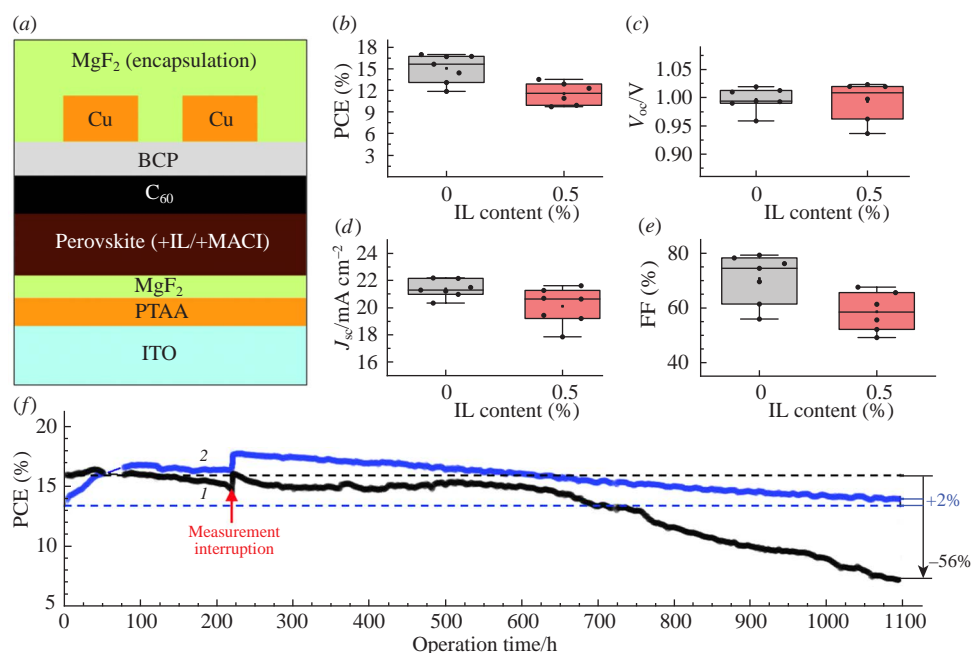 (a)
MgF₂ (encapsulation)
Cu
Cu
BCP
C₆₀
Perovskite (+IL/+MACI)
MgF₂
PTAA
ITO
(b)
PCE (%)
18
15
12
9
6
3
0
0.5
IL content (%)
(c)
V_oc/V
1.05
1.00
0.95
0.90
0
0.5
IL content (%)
(d)
J_sc/mA cm⁻²
24
22
20
18
16
0
0.5
IL content (%)
(e)
FF (%)
80
60
40
0
0.5
IL content (%)
(f)
PCE (%)
20
15
10
5
2
1
Measurement
interruption
+2%
−56%
0
100
200
300
400
500
600
700
800
900
1000
1100
Operation time/h